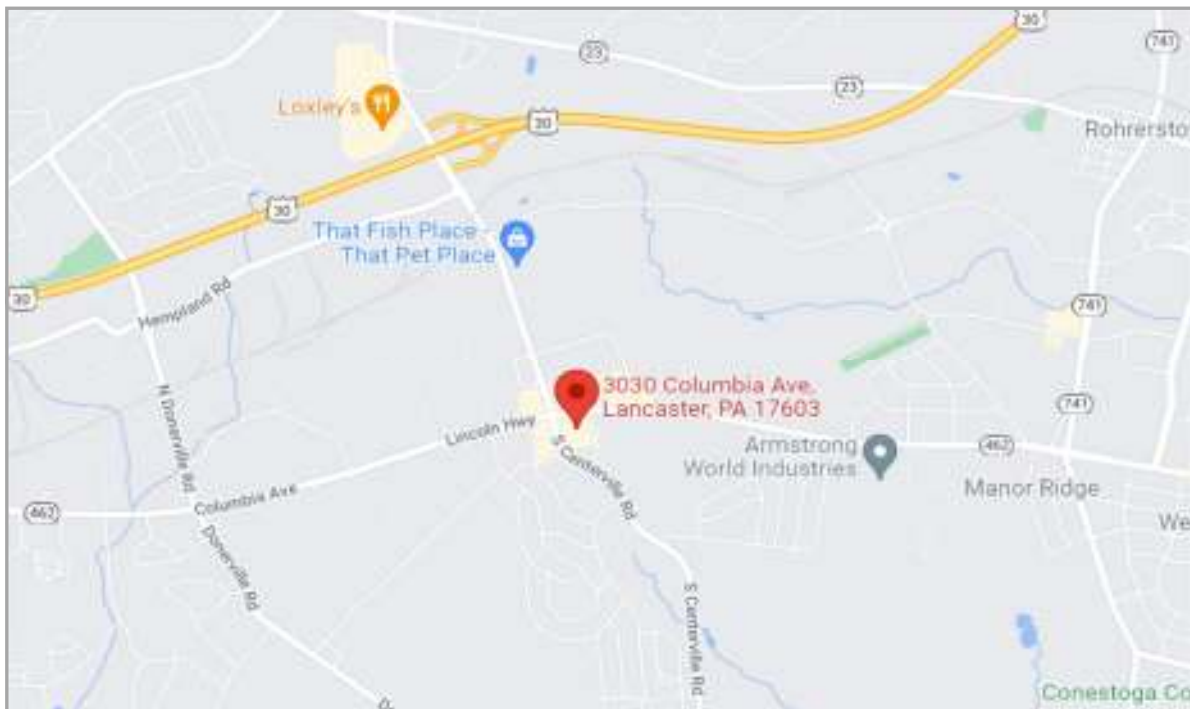 30
23
741
Loxley's
23
30
Rohrersto
30
That Fish Place -
That Pet Place
30
Hempland Rd
741
3030 Columbia Ave,
Lancaster, PA 17603
N Donerville Rd
741
Lincoln Hwy
S Centerville Rd
Armstrong
World Industries
462
Manor Ridge
Columbia Ave
462
We
Donerville Rd
S Centerville Rd
Conestoga Co